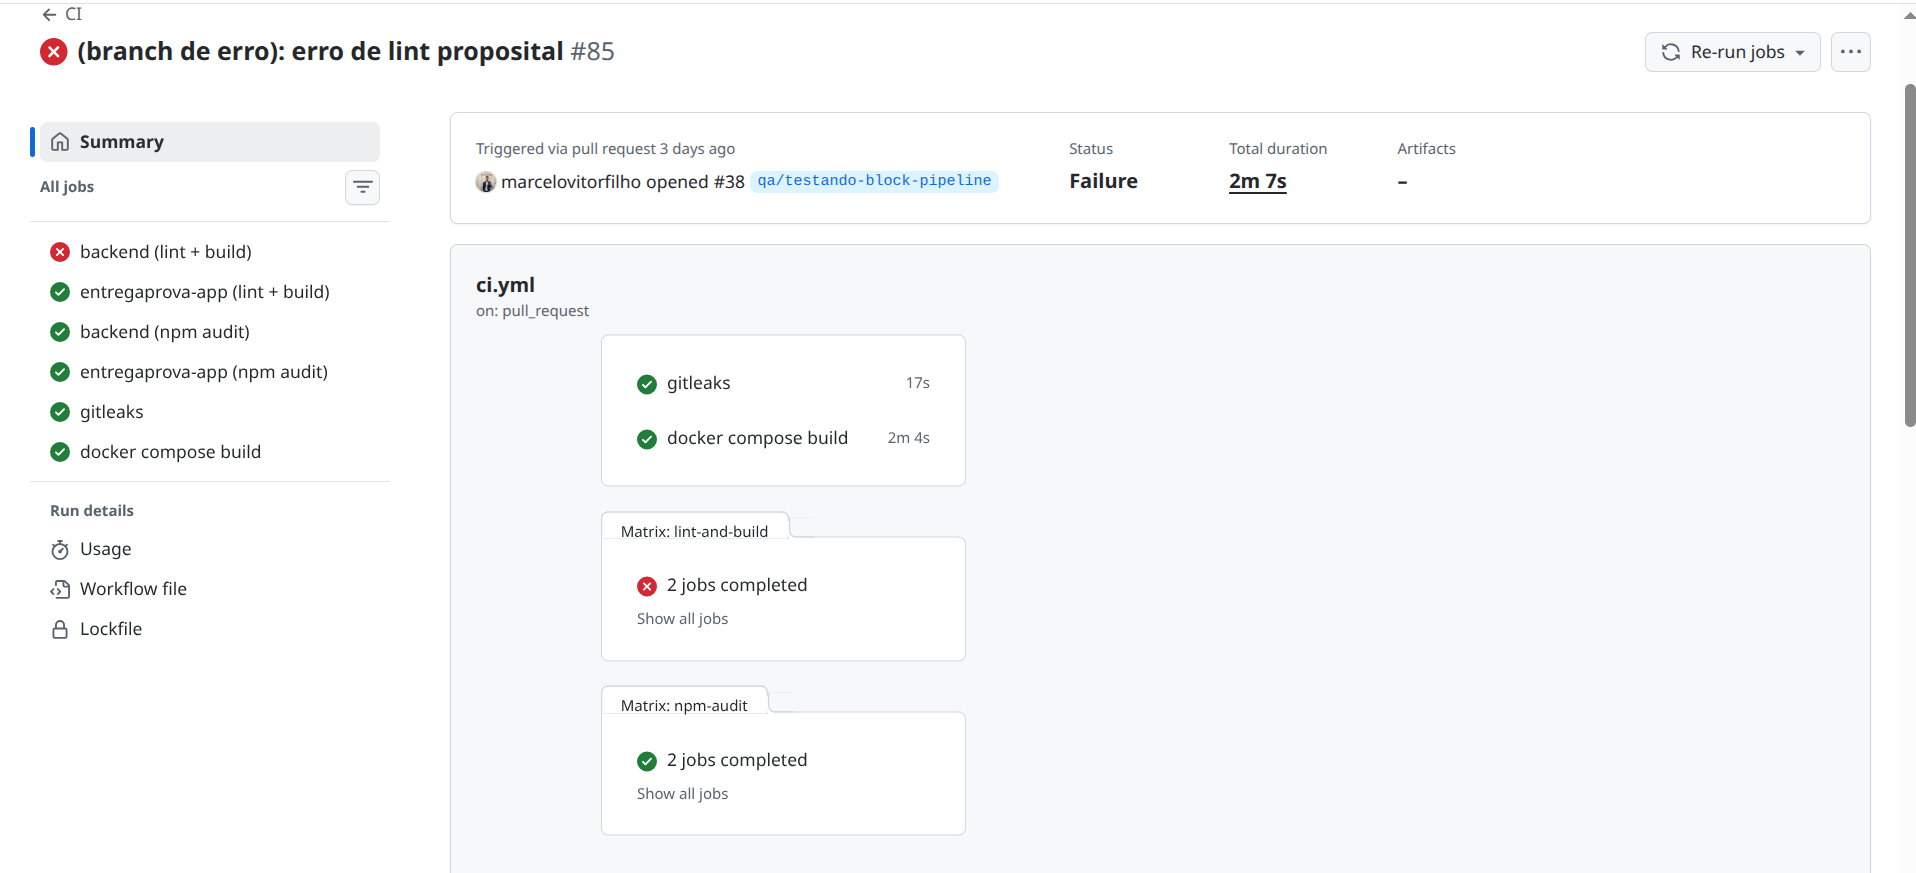 CI
(branch de erro): erro de lint proposital #85
Re-run jobs
Summary
All jobs
backend (lint + build)
entregaprova-app (lint + build)
backend (npm audit)
entregaprova-app (npm audit)
gitleaks
docker compose build
Run details
Usage
Workflow file
Lockfile
Triggered via pull request 3 days ago
marcelovitorfilho opened #38 qa/testando-block-pipeline
Status
Failure
Total duration
2m 7s
Artifacts
–
ci.yml
on: pull_request
gitleaks 17s
docker compose build 2m 4s
Matrix: lint-and-build
2 jobs completed
Show all jobs
Matrix: npm-audit
2 jobs completed
Show all jobs